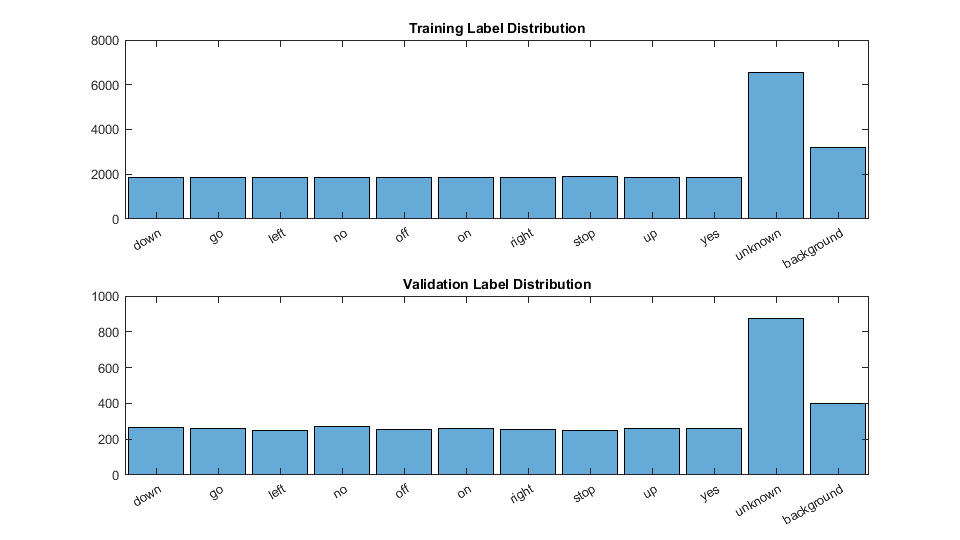 Training Label Distribution
8000
6000
4000
2000
0
down go left no off on right stop up yes unknown background
Validation Label Distribution
1000
800
600
400
200
0
down go left no off on right stop up yes unknown background